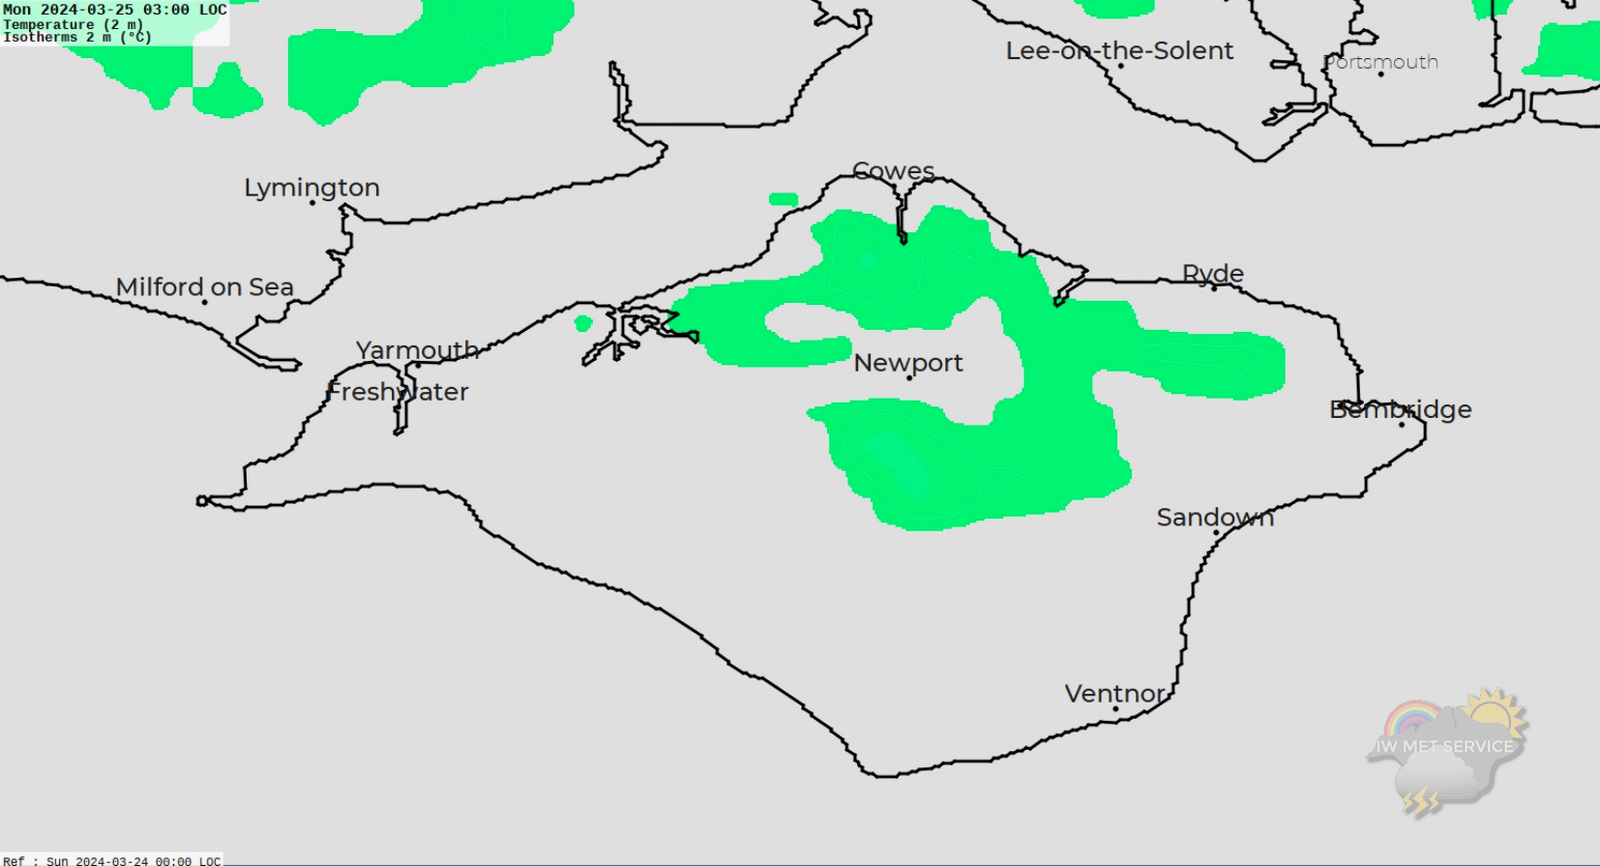 Mon 2024-03-25 03:00 LOC
Temperature (2 m)
Isotherms 2 m (°C)
Lee-on-the-Solent
Portsmouth
Cowes
Lymington
Ryde
Milford on Sea
Yarmouth
Newport
Freshwater
Bembridge
Sandown
Ventnor
IW MET SERVICE
Ref : Sun 2024-03-24 00:00 LOC